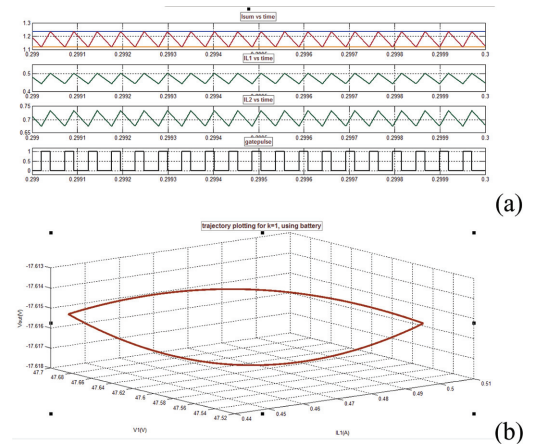 Isum vs time
1.3
1.2
1.1
0.299 0.2991 0.2992 0.2993 0.2994 0.2995 0.2996 0.2997 0.2998 0.2999 0.3
IL1 vs time
0.5
0.4
0.299 0.2991 0.2992 0.2993 0.2994 0.2995 0.2996 0.2997 0.2998 0.2999 0.3
IL2 vs time
0.75
0.7
0.65
0.299 0.2991 0.2992 0.2993 0.2994 0.2995 0.2996 0.2997 0.2998 0.2999 0.3
gatepulse
1
0.5
0
0.299 0.2991 0.2992 0.2993 0.2994 0.2995 0.2996 0.2997 0.2998 0.2999 0.3
(a)
trajectory plotting for k=1, using battery
-17.613
-17.614
-17.615
-17.616
-17.617
-17.618
Vout(V)
47.7 47.68 47.66 47.64 47.62 47.6 47.58 47.56 47.54 47.52
V1(V)
0.44 0.45 0.46 0.47 0.48 0.49 0.5 0.51
IL1(A)
(b)